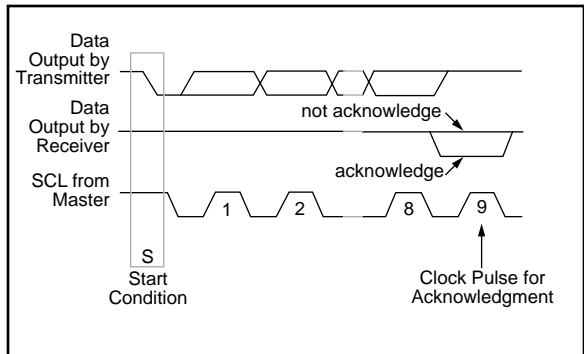 Data
Output by
Transmitter
Data
Output by
Receiver
not acknowledge
acknowledge
SCL from
Master
1
2
8
9
S
Start
Condition
Clock Pulse for
Acknowledgment